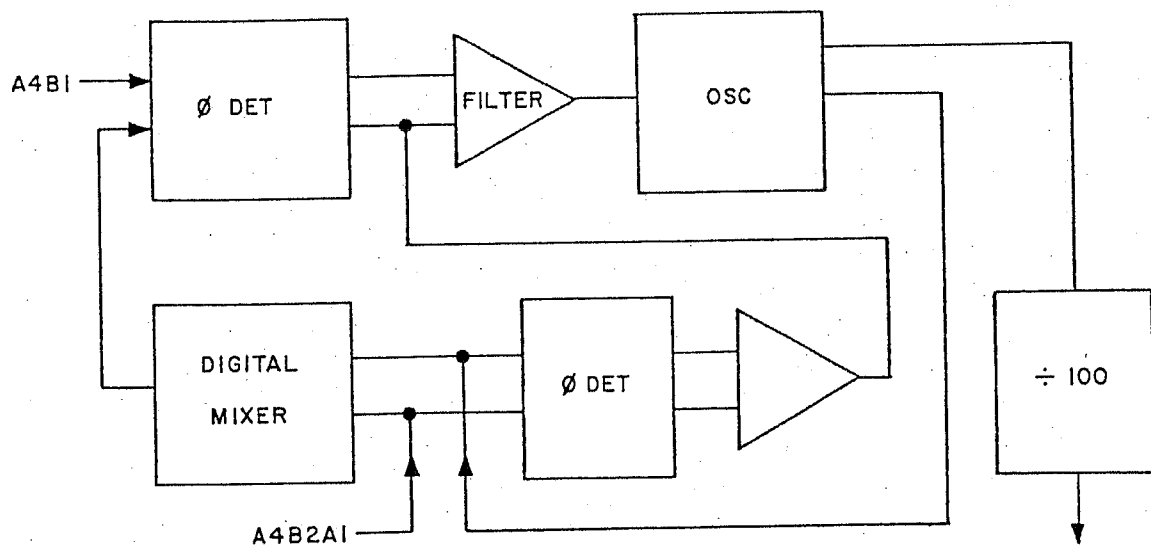 A4B1
Ø DET
FILTER
OSC
DIGITAL
MIXER
Ø DET
÷ 100
A4B2A1